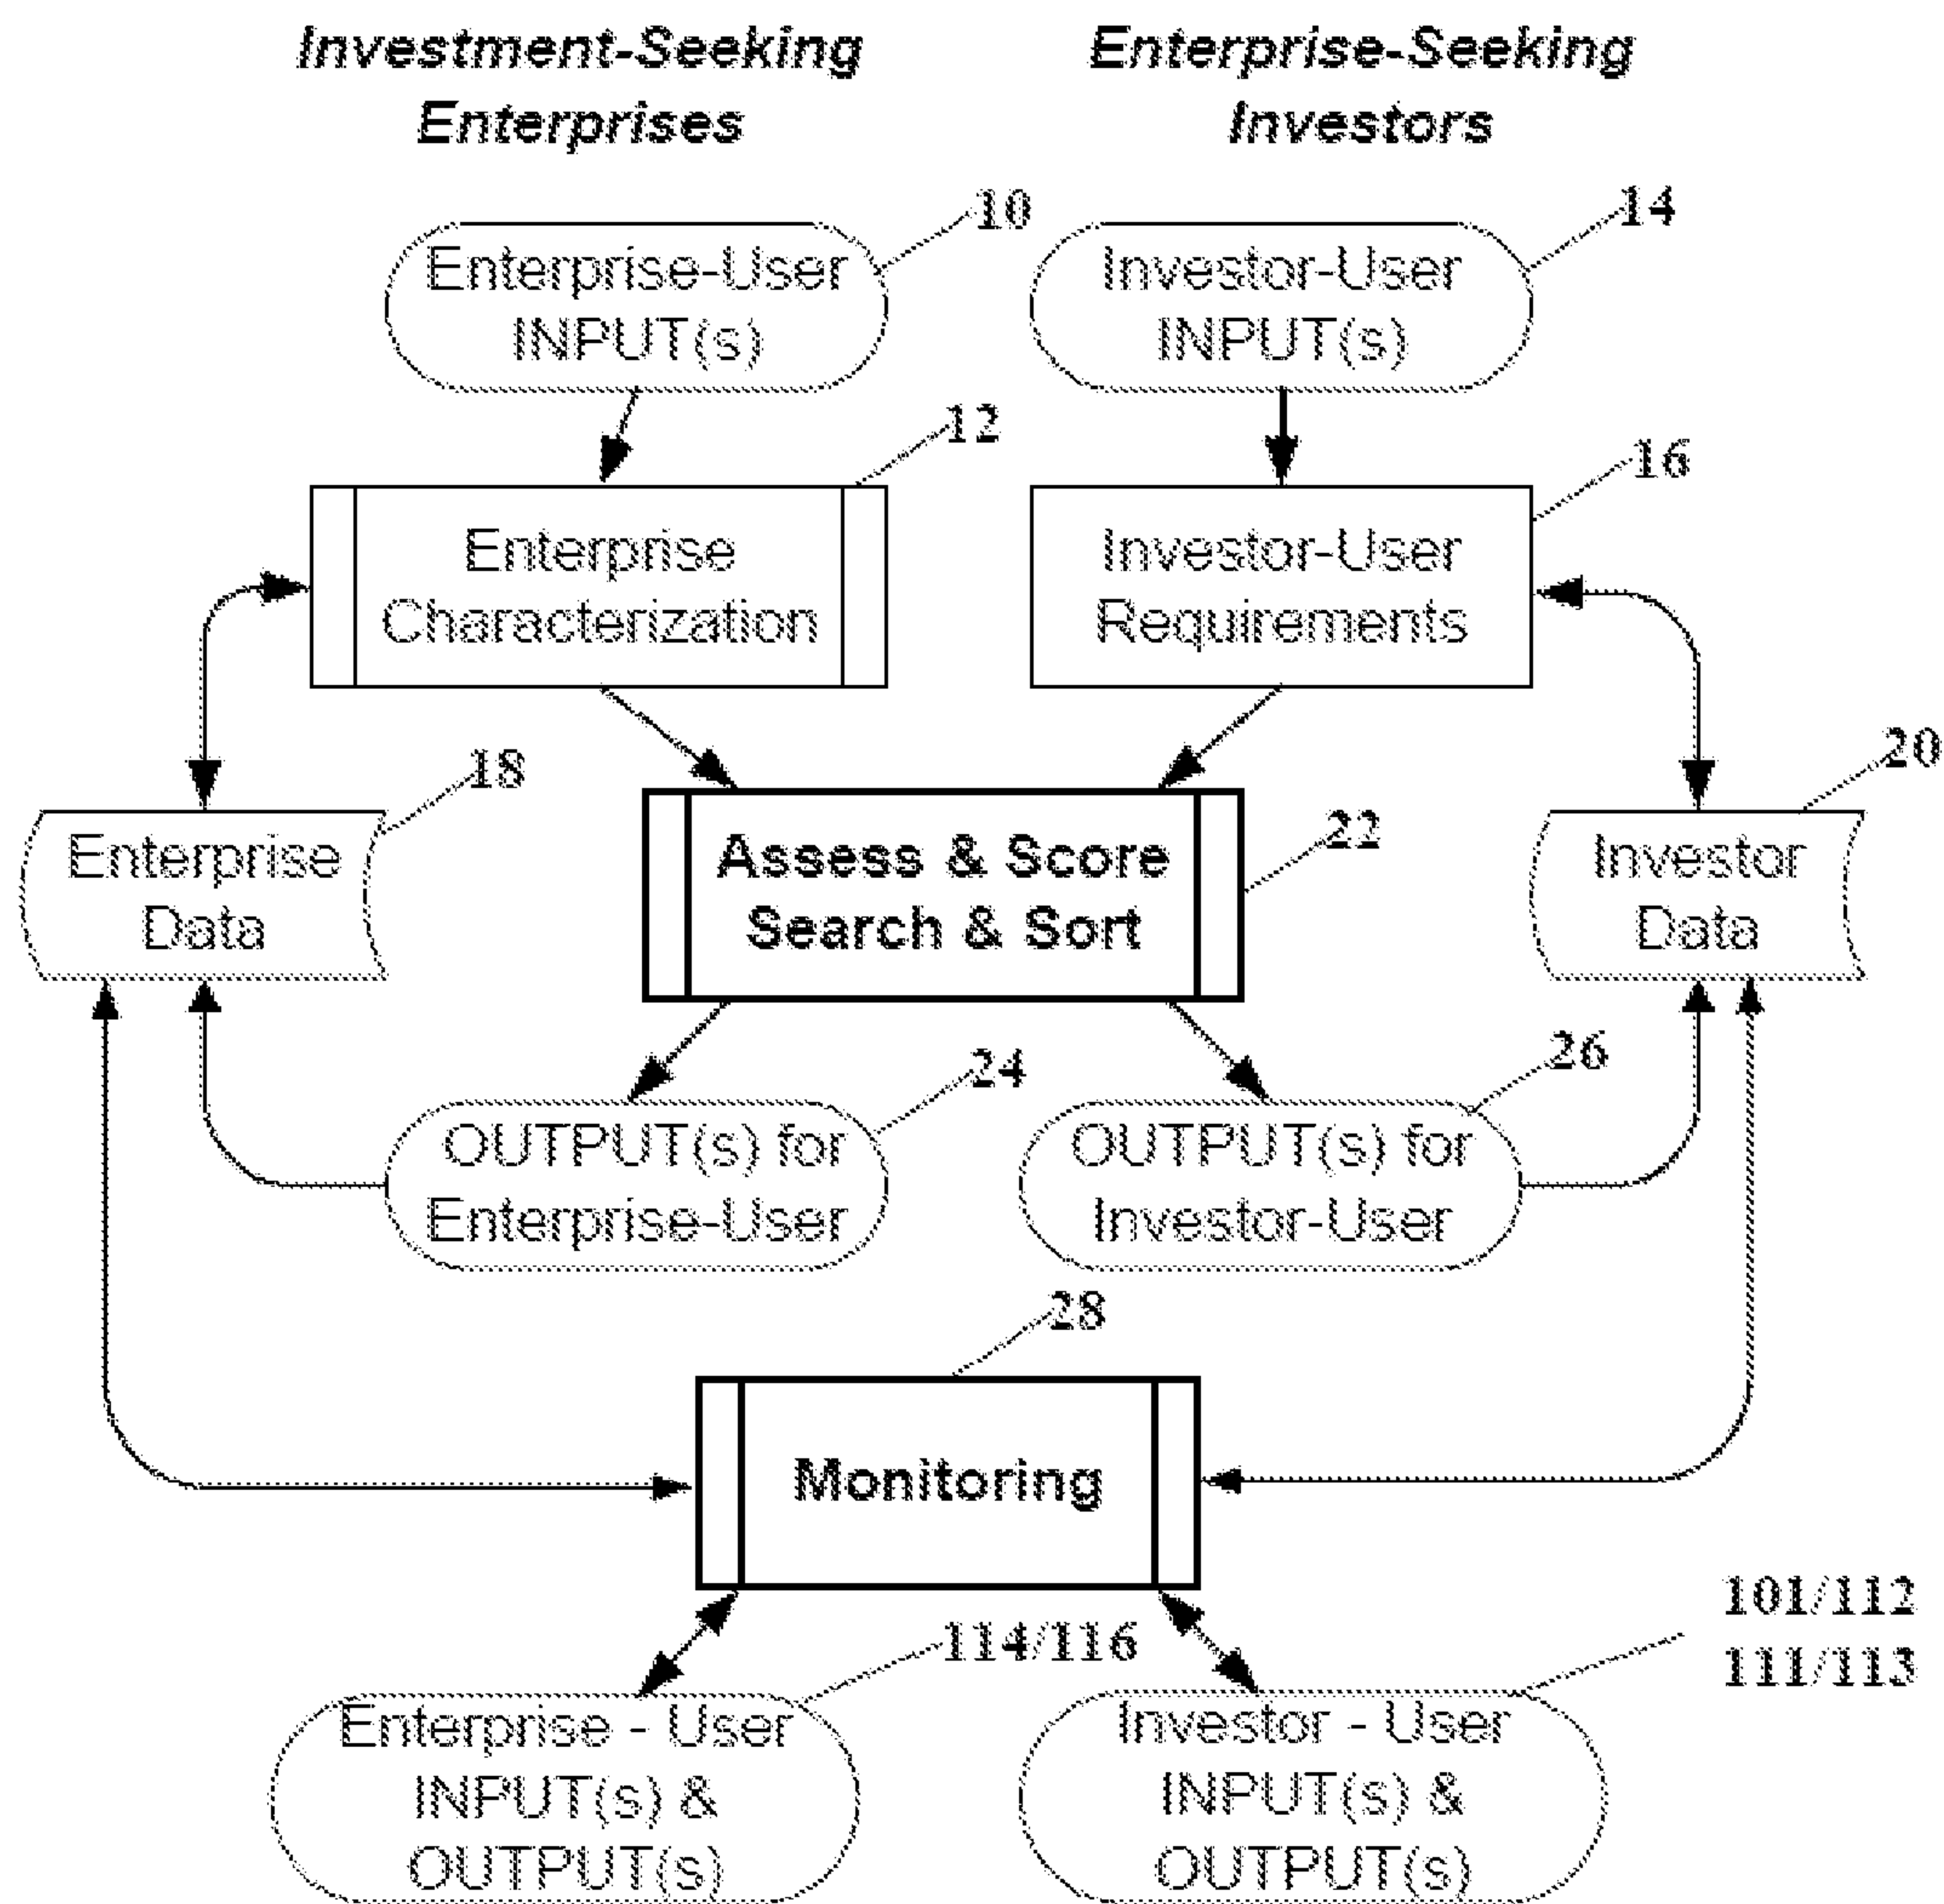 Investment-Seeking
Enterprises
Enterprise-Seeking
Investors
10
Enterprise-User
INPUT(s)
14
Investor-User
INPUT(s)
12
Enterprise
Characterization
16
Investor-User
Requirements
18
Enterprise
Data
22
Assess & Score
Search & Sort
20
Investor
Data
24
OUTPUT(s) for
Enterprise-User
26
OUTPUT(s) for
Investor-User
28
Monitoring
114/116
Enterprise - User
INPUT(s) &
OUTPUT(s)
101/112
111/113
Investor - User
INPUT(s) &
OUTPUT(s)